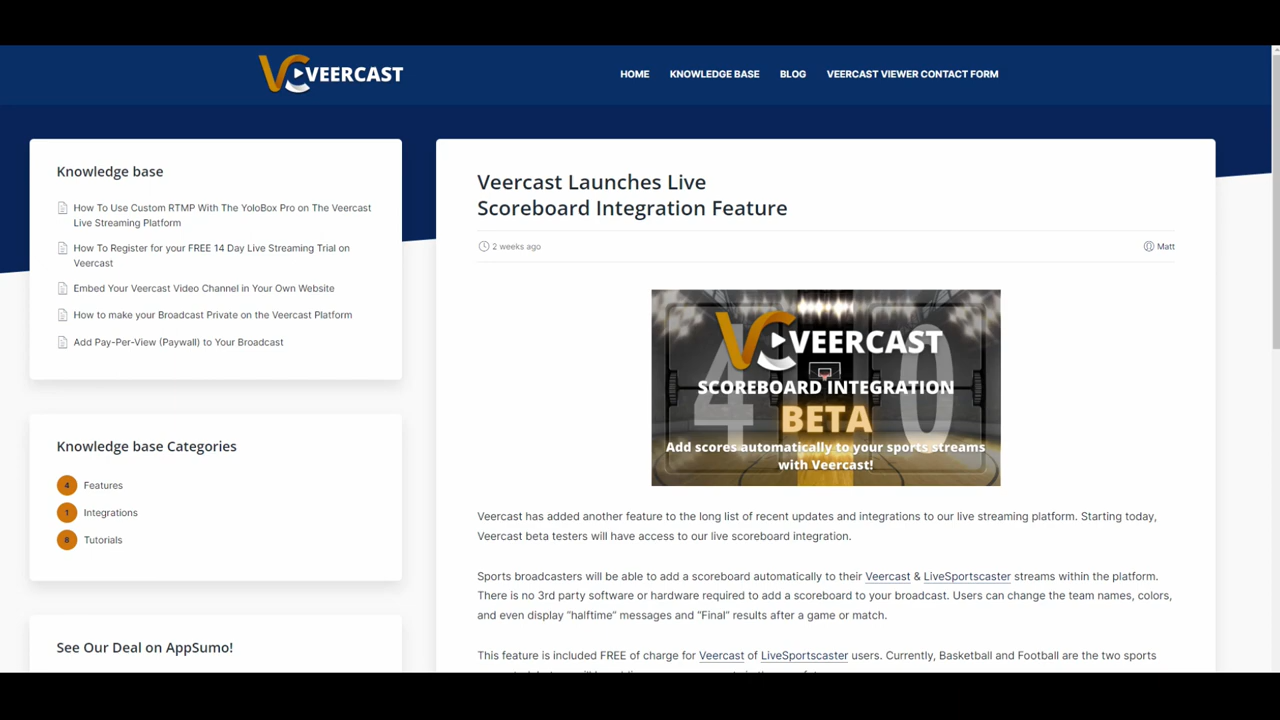 VEERCAST
HOME KNOWLEDGE BASE BLOG VEERCAST VIEWER CONTACT FORM
Knowledge base
How To Use Custom RTMP With The YoloBox Pro on The Veercast
Live Streaming Platform
How To Register for your FREE 14 Day Live Streaming Trial on
Veercast
Embed Your Veercast Video Channel in Your Own Website
How to make your Broadcast Private on the Veercast Platform
Add Pay-Per-View (Paywall) to Your Broadcast
Knowledge base Categories
4 Features
1 Integrations
8 Tutorials
See Our Deal on AppSumo!
Veercast Launches Live
Scoreboard Integration Feature
2 weeks ago Matt
VEERCAST
4 0
SCOREBOARD INTEGRATION
BETA
Add scores automatically to your sports streams
with Veercast!
Veercast has added another feature to the long list of recent updates and integrations to our live streaming platform. Starting today,
Veercast beta testers will have access to our live scoreboard integration.
Sports broadcasters will be able to add a scoreboard automatically to their Veercast & LiveSportscaster streams within the platform.
There is no 3rd party software or hardware required to add a scoreboard to your broadcast. Users can change the team names, colors,
and even display “halftime” messages and “Final” results after a game or match.
This feature is included FREE of charge for Veercast of LiveSportscaster users. Currently, Basketball and Football are the two sports